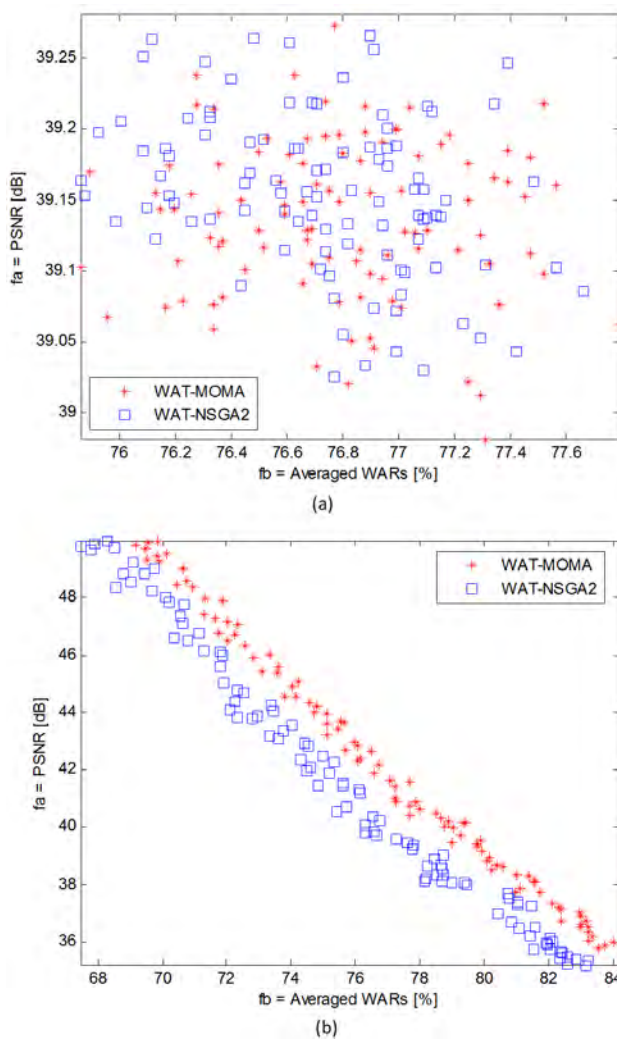 39.25
39.2
39.15
39.1
39.05
39
fa = PSNR [dB]
WAT-MOMA
WAT-NSGA2
76 76.2 76.4 76.6 76.8 77 77.2 77.4 77.6
fb = Averaged WARs [%]
(a)
48
46
44
42
40
38
36
fa = PSNR [dB]
WAT-MOMA
WAT-NSGA2
68 70 72 74 76 78 80 82 84
fb = Averaged WARs [%]
(b)